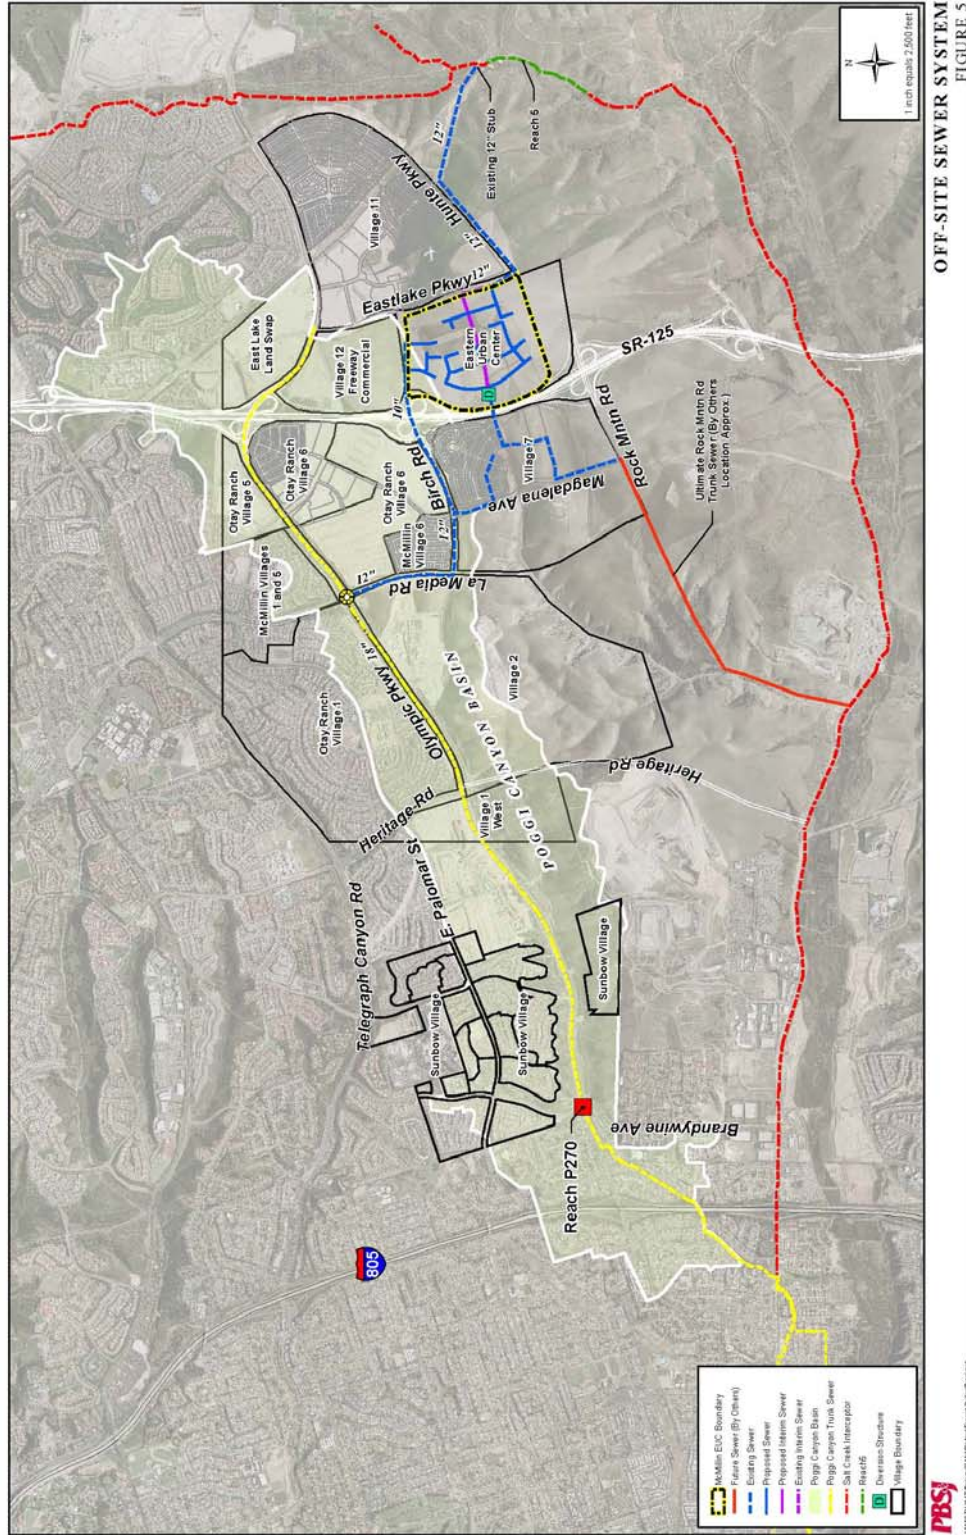 OFF-SITE SEWER SYSTEM
FIGURE 5
N
1 inch equals 2,500 feet
Telegraph Canyon Rd
E. Palomar St
Sunbow Village
Sunbow Village
Sunbow Village
Reach P270
Brandywine Ave
805
Heritage Rd
Heritage Rd
Village 1
West
POGGI CANYON BASIN
Otay Ranch
Village 1
Olympic Pkwy
18"
McMillin Villages
1 and 5
Otay Ranch
Village 5
Otay Ranch
Village 6
Otay Ranch
Village 6
McMillin
Village 6
12"
La Media Rd
12"
Birch Rd
10"
Village 2
East Lake
Land Swap
Village 12
Freeway
Commercial
Eastlake Pkwy
12"
Village 11
Hunte Pkwy
12"
12"
Existing 12" Stub
Reach 5
Eastern
Urban
Center
D
Village 7
Magdalena Ave
SR-125
Rock Mntn Rd
Ultimate Rock Mntn Rd
Trunk Sewer (By Others
Location Approx.)
McMillin EUC Boundary
Future Sewer (By Others)
Existing Sewer
Proposed Sewer
Proposed Interim Sewer
Existing Interim Sewer
Poggi Canyon Basin
Poggi Canyon Trunk Sewer
Salt Creek Interceptor
Reach5
D
Diversion Structure
Village Boundary
PBSJ